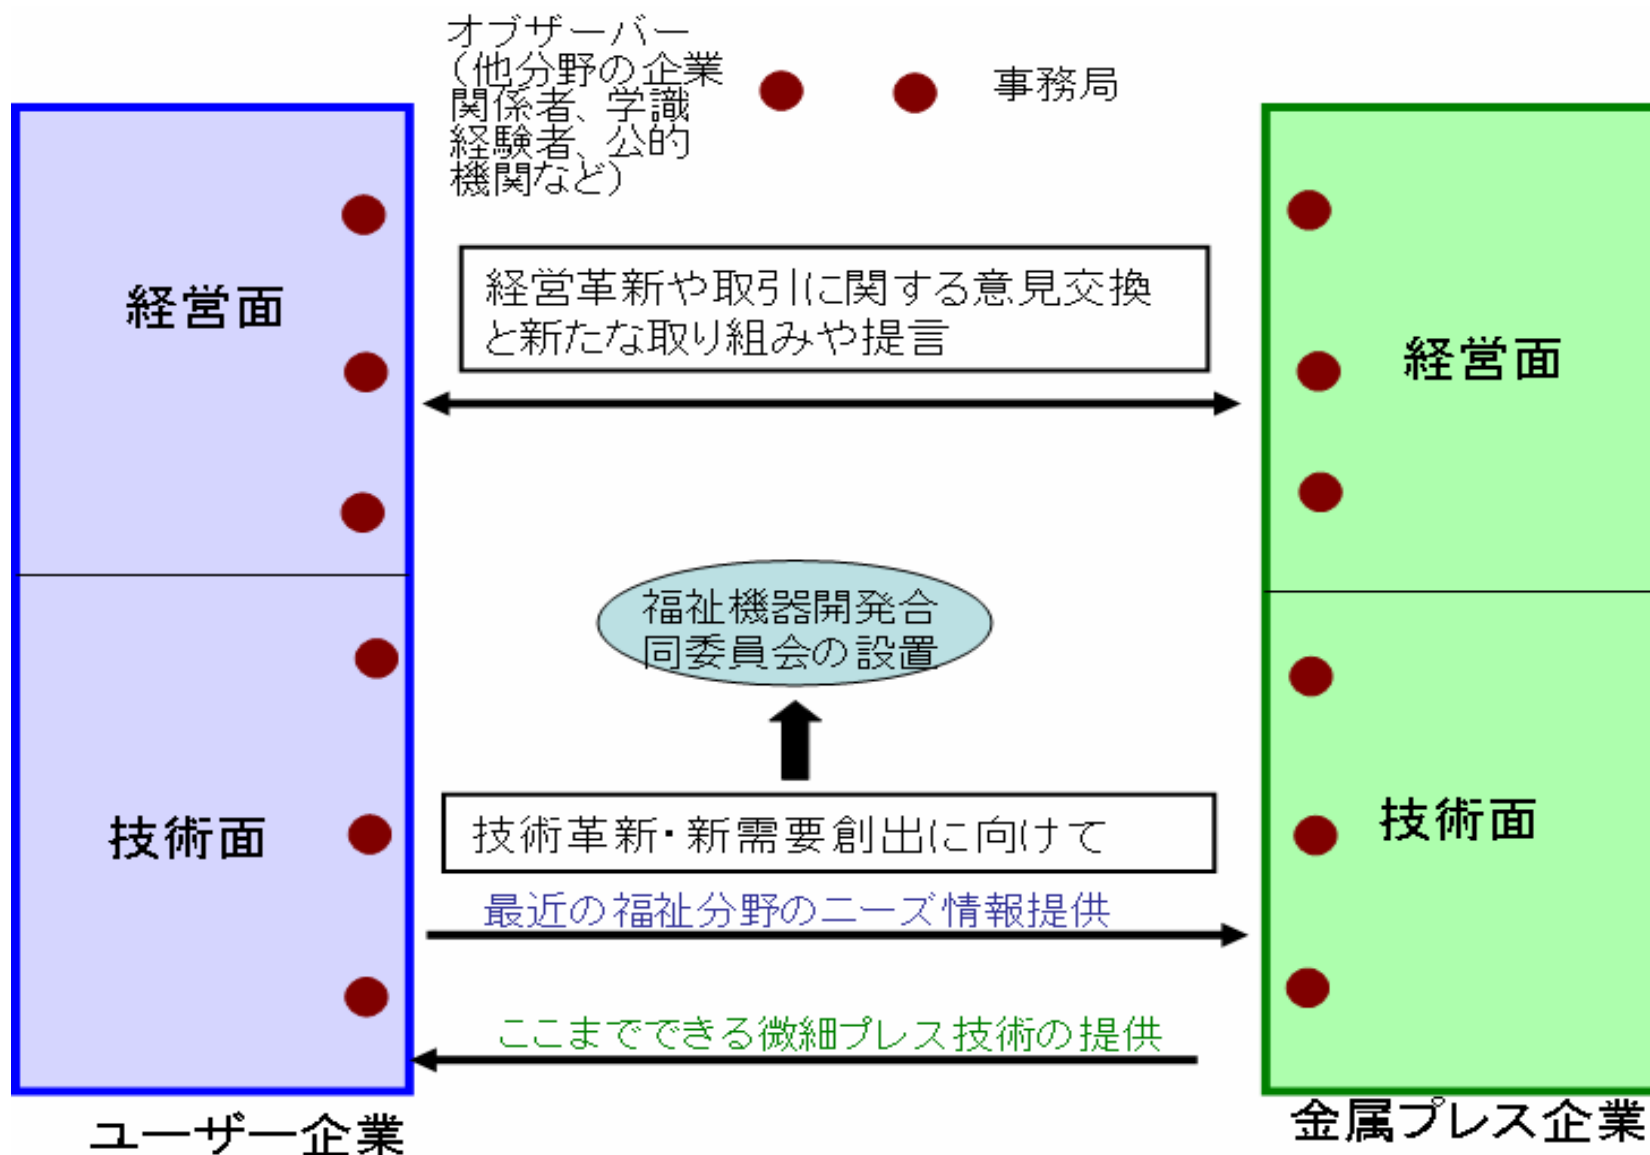 オブザーバー
(他分野の企業
関係者、学識
経験者、公的
機関など)
事務局
経営面
経営革新や取引に関する意見交換
と新たな取り組みや提言
経営面
福祉機器開発合
同委員会の設置
技術面
技術革新・新需要創出に向けて
技術面
最近の福祉分野のニーズ情報提供
ここまでできる微細プレス技術の提供
ユーザー企業
金属プレス企業